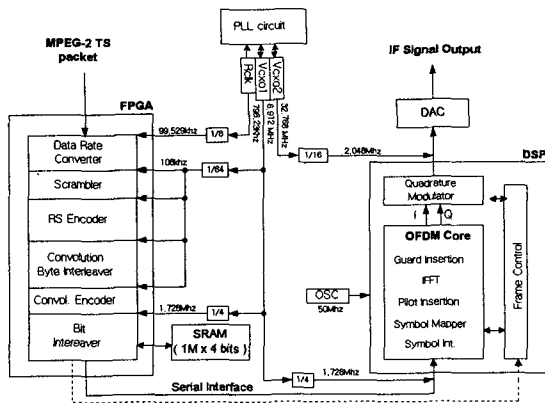 PLL circuit
MPEG-2 TS
packet
IF Signal Output
Rclk
Vcxo1
Vcxo2
796.23Khz
6.912 MHz
32.768 MHz
DAC
FPGA
99,529khz
1/8
1/16
2,048Mhz
DSP
Data Rate
Converter
108khz
1/64
Scrambler
Quadrature
Modulator
RS Encoder
I
Q
OFDM Core
Convolution
Byte Interleaver
Guard Insertion
IFFT
Frame Control
OSC
50Mhz
Pilot Insertion
Convol. Encoder
1,728Mhz
1/4
Symbol Mapper
Bit
Intereaver
SRAM
( 1M x 4 bits )
Symbol Int.
Serial Interface
1/4
1,728Mhz